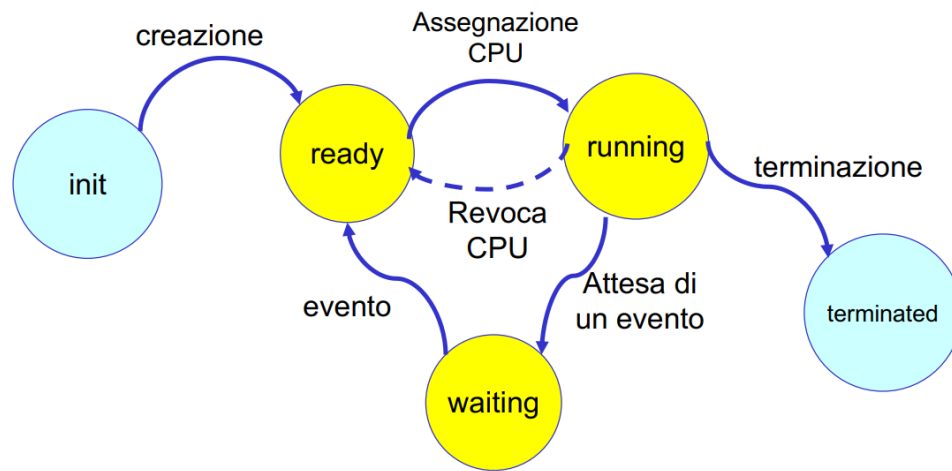 creazione
Assegnazione
CPU
init
ready
running
terminazione
Revoca
CPU
evento
Attesa di
un evento
terminated
waiting